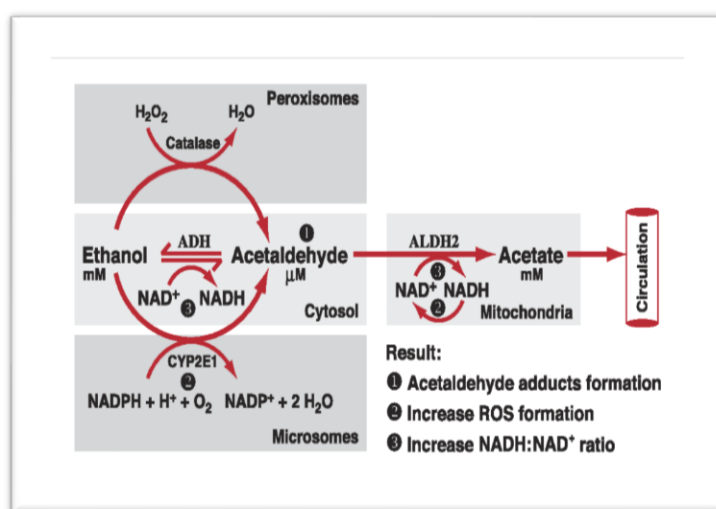 Peroxisomes
H₂O₂ H₂O
Catalase
Ethanol ADH Acetaldehyde ❶
mM μM
NAD⁺ NADH
❸
Cytosol
ALDH2 Acetate
mM
❸
NAD⁺ NADH
❷
Mitochondria
Circulation
CYP2E1
❷
NADPH + H⁺ + O₂ NADP⁺ + 2 H₂O
Microsomes
Result:
❶ Acetaldehyde adducts formation
❷ Increase ROS formation
❸ Increase NADH:NAD⁺ ratio